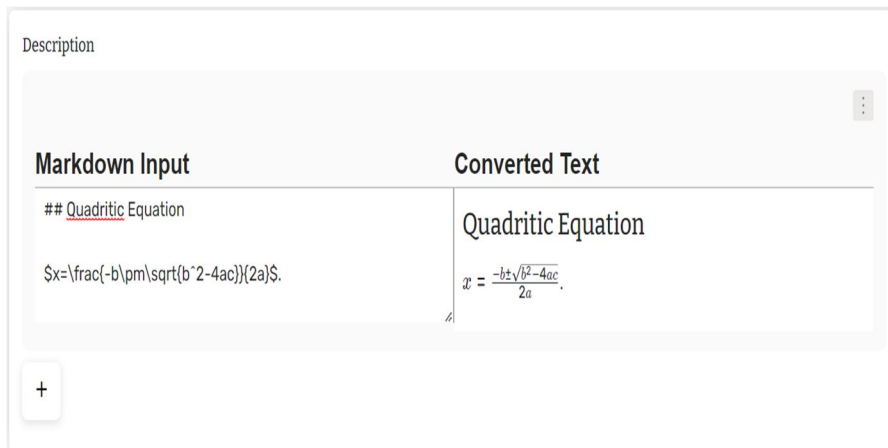 Description
⋮
Markdown Input
Converted Text
## Quadritic Equation
$x=\frac{-b\pm\sqrt{b^2-4ac}}{2a}$.
Quadritic Equation
x = −b±√b²−4ac / 2a.
+